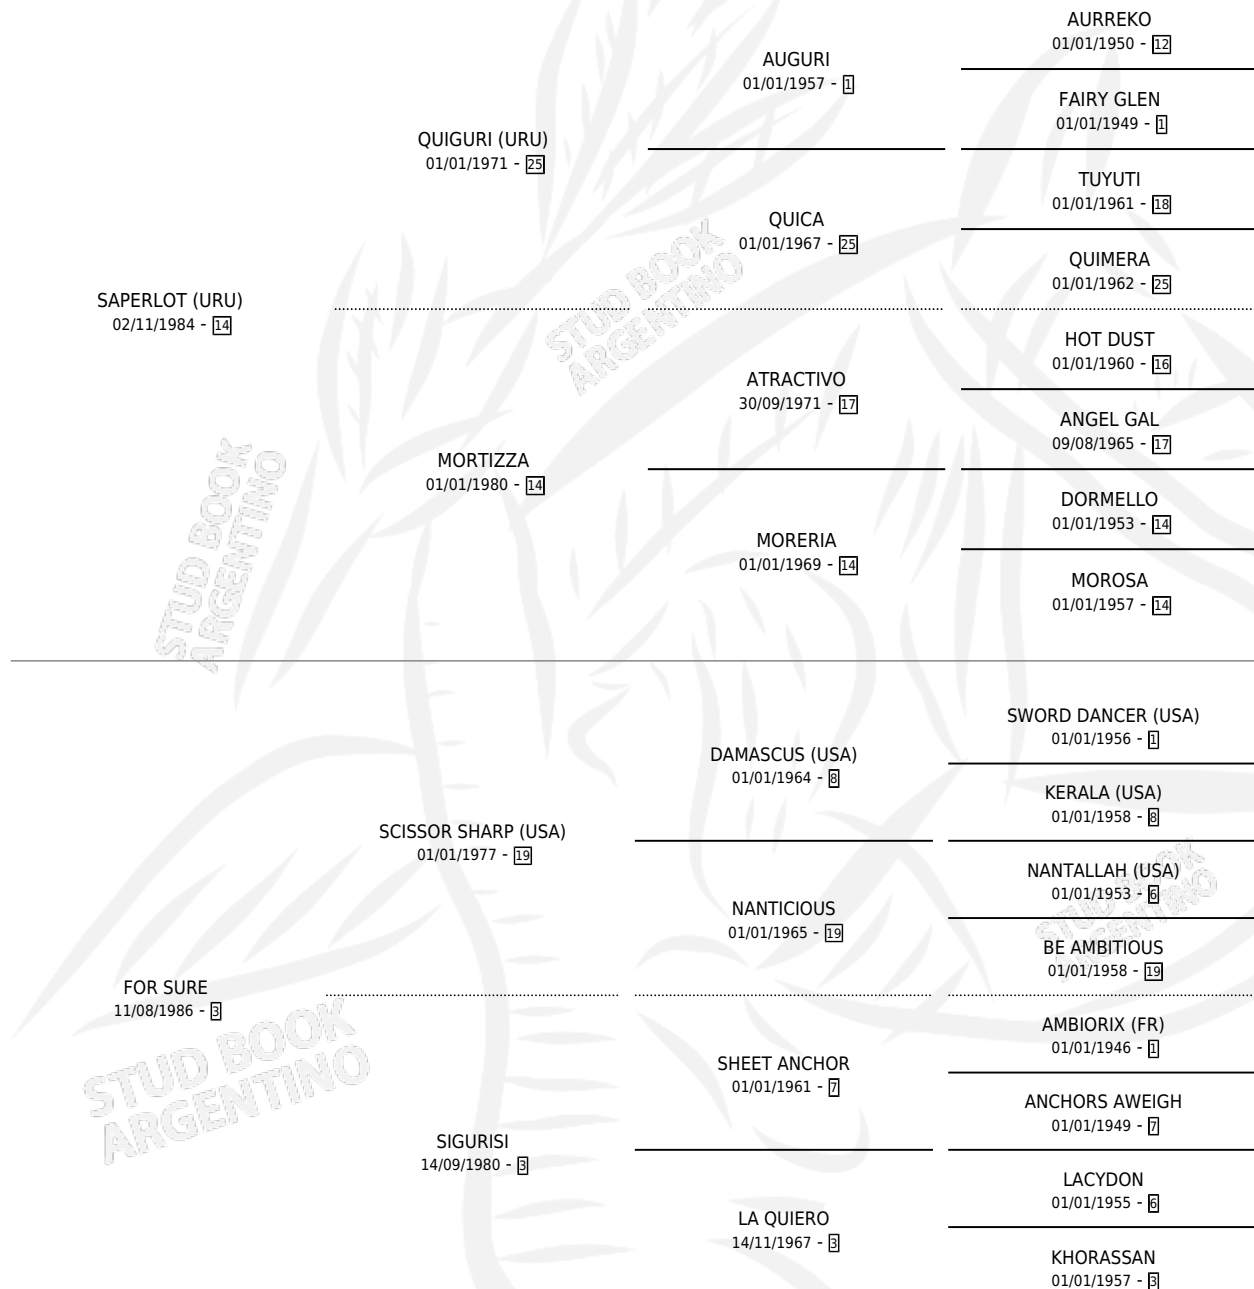 AURREKO
01/01/1950 - 12
AUGURI
01/01/1957 - 1
FAIRY GLEN
01/01/1949 - 1
QUIGURI (URU)
01/01/1971 - 25
TUYUTI
01/01/1961 - 18
QUICA
01/01/1967 - 25
QUIMERA
01/01/1962 - 25
SAPERLOT (URU)
02/11/1984 - 14
HOT DUST
01/01/1960 - 16
ATRACTIVO
30/09/1971 - 17
ANGEL GAL
09/08/1965 - 17
MORTIZZA
01/01/1980 - 14
DORMELLO
01/01/1953 - 14
MORERIA
01/01/1969 - 14
MOROSA
01/01/1957 - 14
SWORD DANCER (USA)
01/01/1956 - 1
DAMASCUS (USA)
01/01/1964 - 8
KERALA (USA)
01/01/1958 - 8
SCISSOR SHARP (USA)
01/01/1977 - 19
NANTALLAH (USA)
01/01/1953 - 6
NANTICIOUS
01/01/1965 - 19
BE AMBITIOUS
01/01/1958 - 19
FOR SURE
11/08/1986 - 3
AMBIORIX (FR)
01/01/1946 - 1
SHEET ANCHOR
01/01/1961 - 7
ANCHORS AWEIGH
01/01/1949 - 7
SIGURISI
14/09/1980 - 3
LACYDON
01/01/1955 - 6
LA QUIERO
14/11/1967 - 3
KHORASSAN
01/01/1957 - 3
STUD BOOK
ARGENTINO
STUD BOOK
ARGENTINO
STUD BOOK
ARGENTINO
STUD BOOK
ARGENTINO